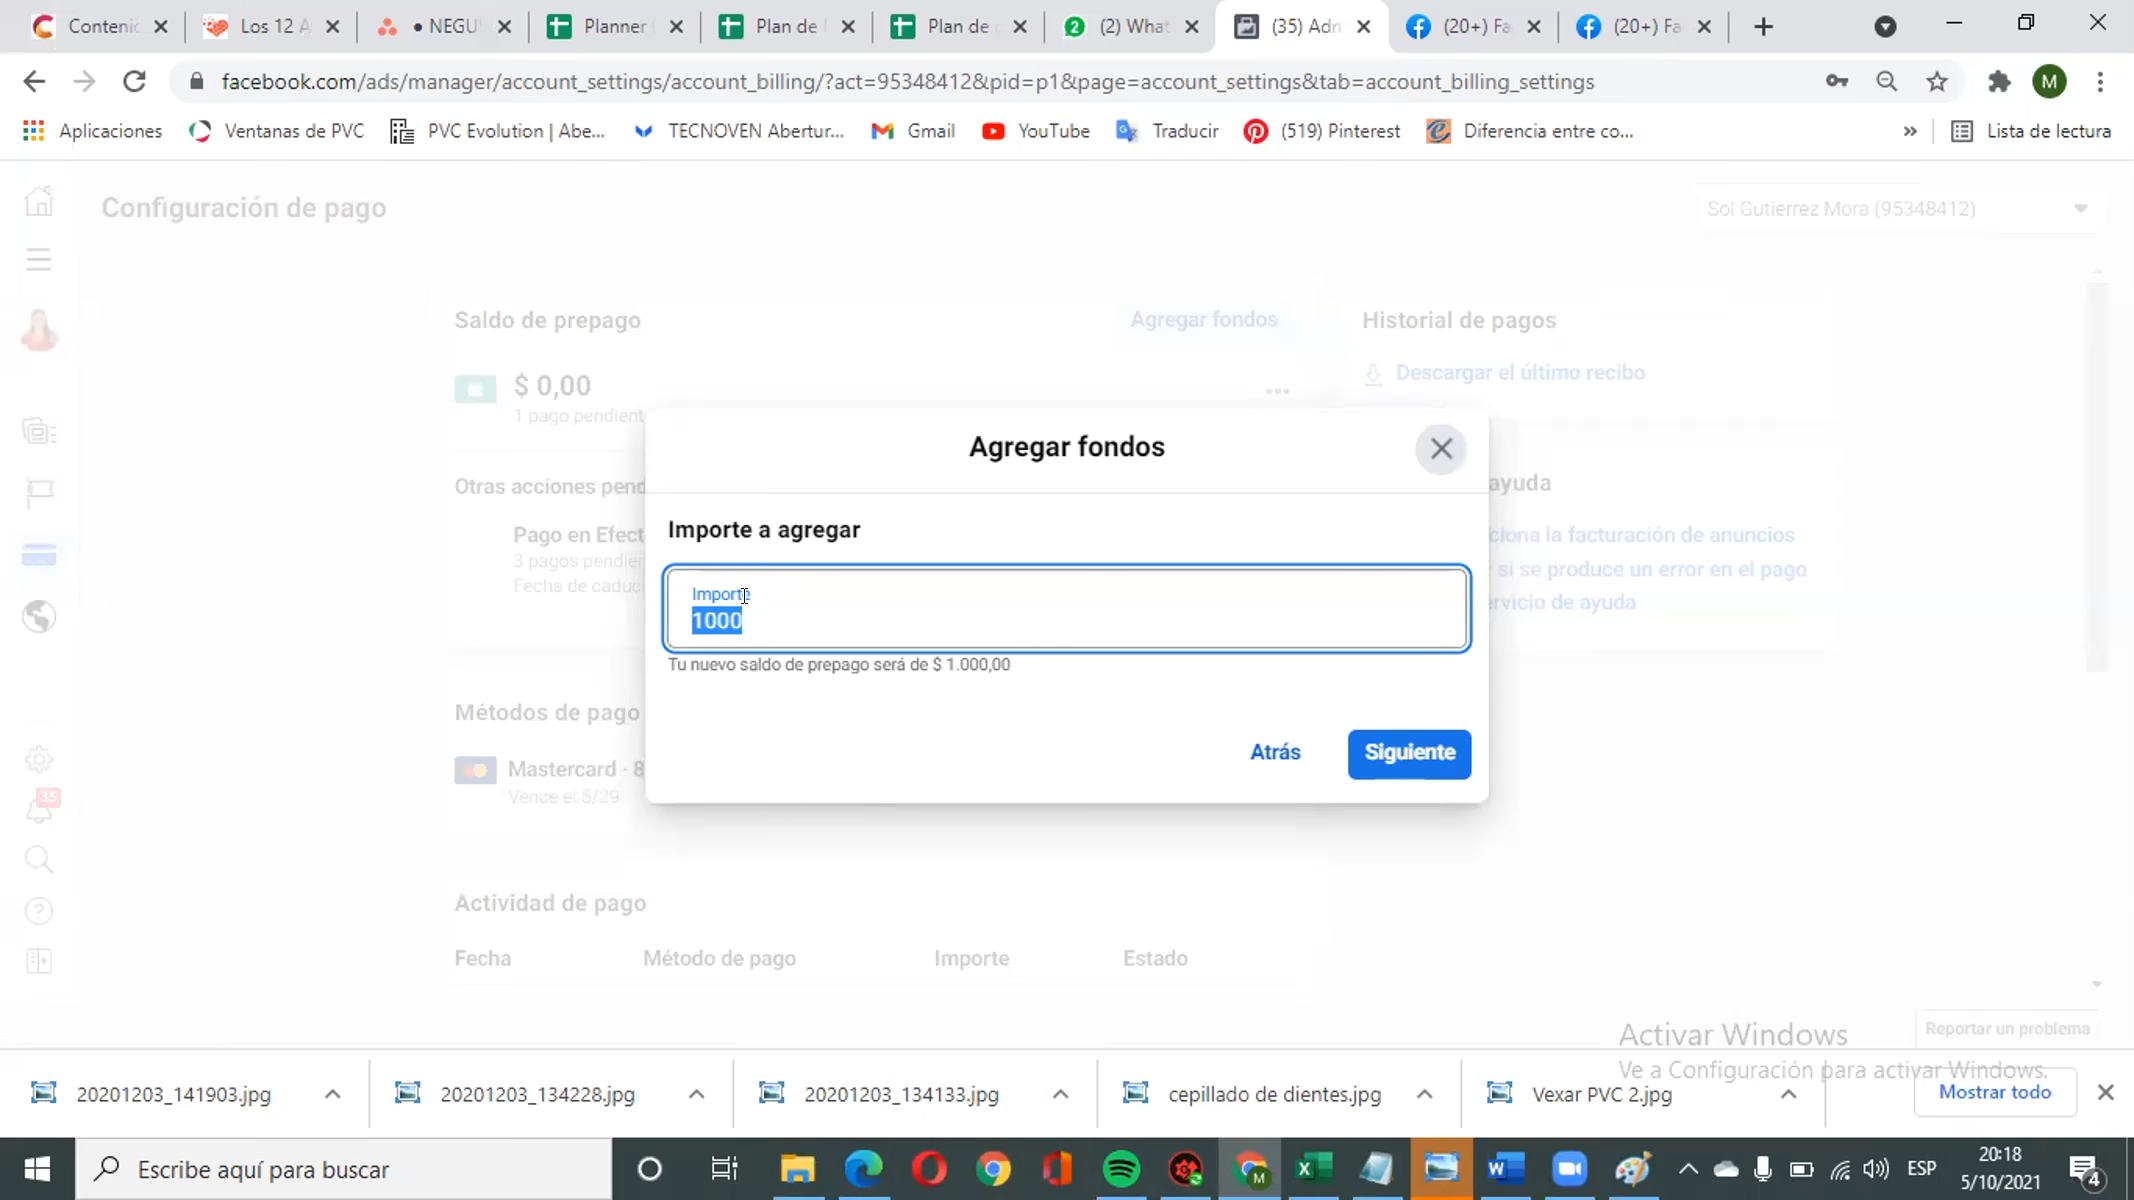 Contenic
Los 12 A
• NEGU
Planner
Plan de
Plan de
(2) What
(35) Adn
(20+) Fa
(20+) Fa
facebook.com/ads/manager/account_settings/account_billing/?act=95348412&pid=p1&page=account_settings&tab=account_billing_settings
M
Aplicaciones
Ventanas de PVC
PVC Evolution | Abe...
TECNOVEN Abertur...
Gmail
YouTube
Traducir
(519) Pinterest
Diferencia entre co...
»
Lista de lectura
Configuración de pago
Sol Gutierrez Mora (95348412)
Saldo de prepago
Agregar fondos
Historial de pagos
$ 0,00
1 pago pendient
Descargar el último recibo
Agregar fondos
Otras acciones pend
ayuda
Importe a agregar
Pago en Efect
3 pagos pendien
Fecha de caduc
ciona la facturación de anuncios
si se produce un error en el pago
ervicio de ayuda
Importe
1000
Tu nuevo saldo de prepago será de $ 1.000,00
Métodos de pago
Atrás
Siguiente
Mastercard · 8
Vence el 5/29
35
Actividad de pago
Fecha
Método de pago
Importe
Estado
Reportar un problema
Activar Windows
Ve a Configuración para activar Windows.
20201203_141903.jpg
20201203_134228.jpg
20201203_134133.jpg
cepillado de dientes.jpg
Vexar PVC 2.jpg
Mostrar todo
Escribe aquí para buscar
M
ESP
20:18
5/10/2021
4